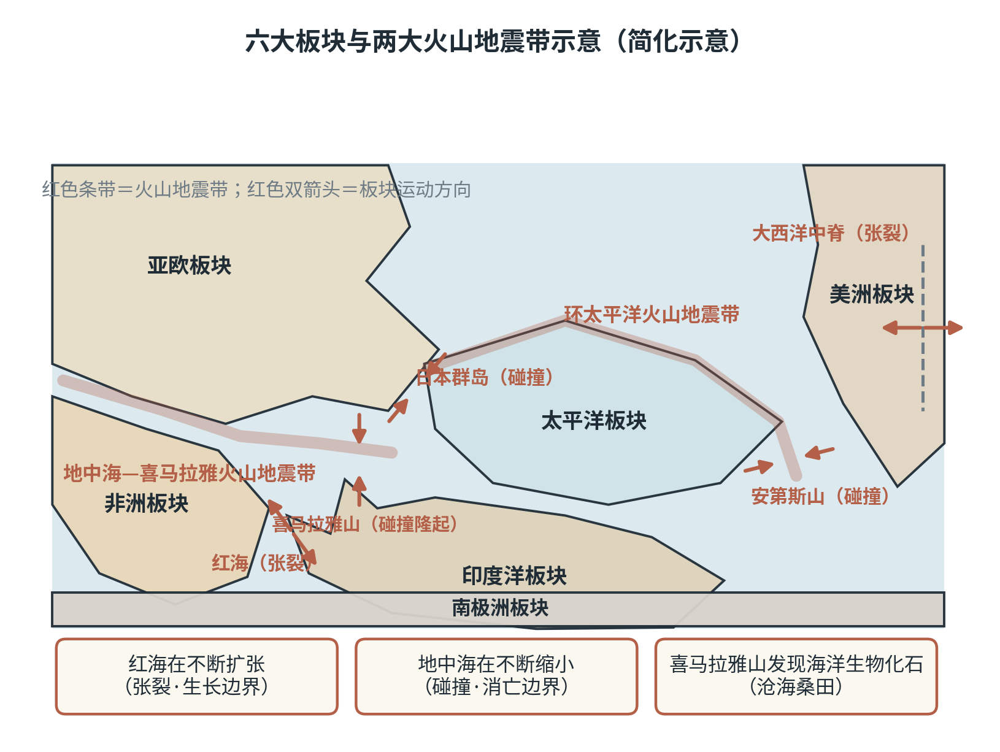 六大板块与两大火山地震带示意（简化示意）
红色条带＝火山地震带；红色双箭头＝板块运动方向
大西洋中脊（张裂）
亚欧板块
美洲板块
环太平洋火山地震带
日本群岛（碰撞）
太平洋板块
地中海—喜马拉雅火山地震带
安第斯山（碰撞）
非洲板块
喜马拉雅山（碰撞隆起）
红海（张裂）
印度洋板块
南极洲板块
红海在不断扩张
（张裂·生长边界）
地中海在不断缩小
（碰撞·消亡边界）
喜马拉雅山发现海洋生物化石
（沧海桑田）